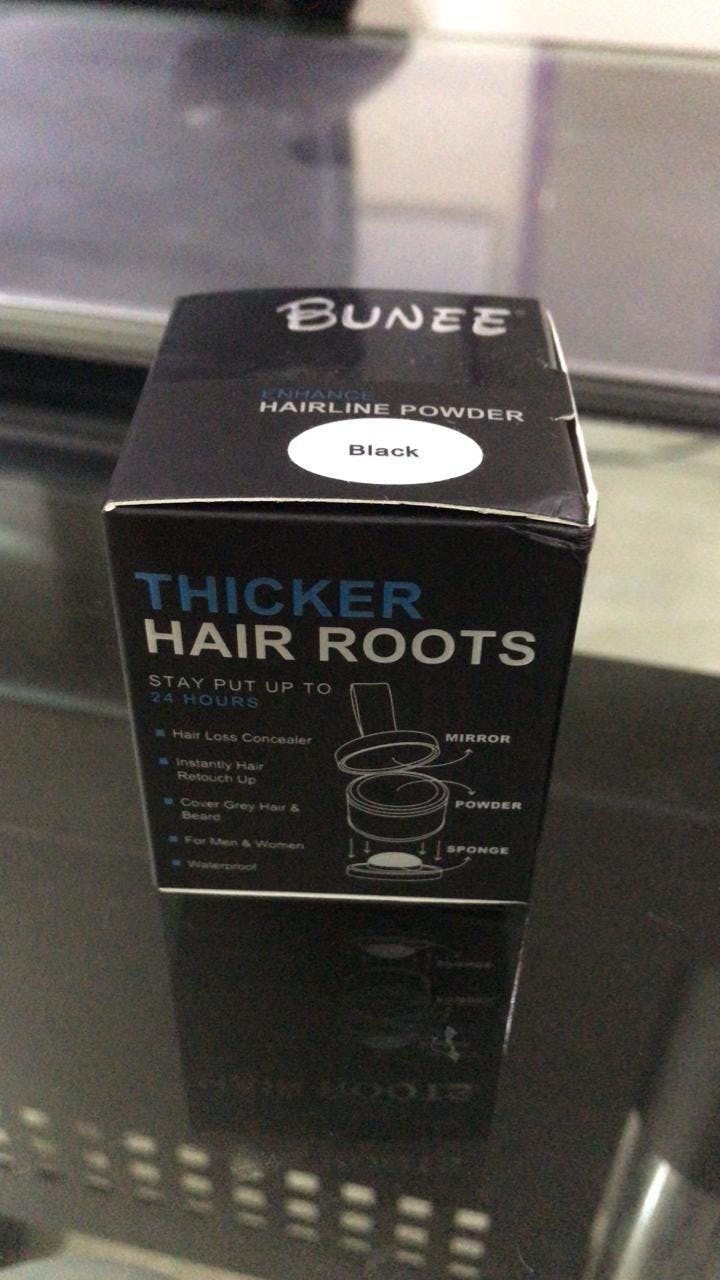 BUNEE
ENHANCE
HAIRLINE POWDER
Black
THICKER
HAIR ROOTS
STAY PUT UP TO
24 HOURS
Hair Loss Concealer
Instantly Hair
Retouch Up
Cover Grey Hair &
Beard
For Men & Women
Waterproof
MIRROR
POWDER
SPONGE